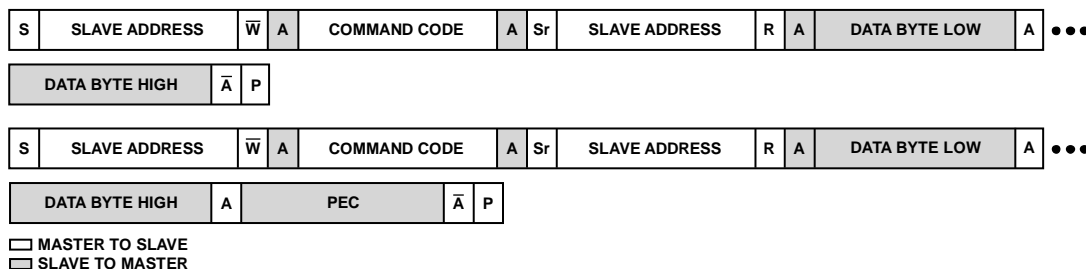 S SLAVE ADDRESS W̅ A COMMAND CODE A Sr SLAVE ADDRESS R A DATA BYTE LOW A •••
DATA BYTE HIGH A̅ P
S SLAVE ADDRESS W̅ A COMMAND CODE A Sr SLAVE ADDRESS R A DATA BYTE LOW A •••
DATA BYTE HIGH A PEC A̅ P
MASTER TO SLAVE
SLAVE TO MASTER